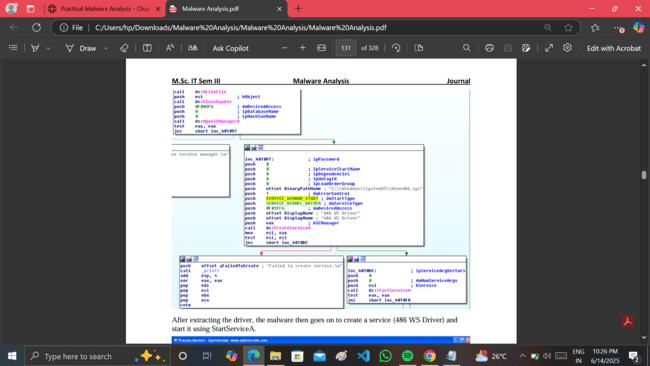 Practical Malware Analysis - Chap
Malware Analysis.pdf
File
C:/Users/hp/Downloads/Malware%20Analysis/Malware%20Analysis/Malware%20Analysis.pdf
Draw
Ask Copilot
131
of 328
Edit with Acrobat
M.Sc. IT Sem III
Malware Analysis
Journal
call ds:WriteFile
push esi ; hObject
call ds:CloseHandle
push 0F003Fh ; dwDesiredAccess
push 0 ; lpDatabaseName
push 0 ; lpMachineName
call ds:OpenSCManagerA
test eax, eax
jnz short loc_4010F7
en service manager.\n"
loc_4010F7: ; lpPassword
push 0
push 0 ; lpServiceStartName
push 0 ; lpDependencies
push 0 ; lpdwTagId
push 0 ; lpLoadOrderGroup
push offset BinaryPathName ; "C:\\Windows\\System32\\Mlwx486.sys"
push 1 ; dwErrorControl
push SERVICE_DEMAND_START ; dwStartType
push SERVICE_KERNEL_DRIVER ; dwServiceType
push 0F01FFh ; dwDesiredAccess
push offset DisplayName ; "486 WS Driver"
push offset DisplayName ; "486 WS Driver"
push eax ; hSCManager
call ds:CreateServiceA
mov esi, eax
test esi, esi
jnz short loc_4010DC
push offset aFailedToCreate ; "Failed to create service.\n"
call _printf
add esp, 4
xor eax, eax
pop edi
pop esi
pop ebx
pop ecx
retn
loc_4010DC: ; lpServiceArgVectors
push 0
push 0 ; dwNumServiceArgs
push esi ; hService
call ds:StartServiceA
test eax, eax
jnz short loc_4010F8
After extracting the driver, the malware then goes on to create a service (486 WS Driver) and
start it using StartServiceA.
Type here to search
26°C
ENG
IN
10:26 PM
6/14/2025